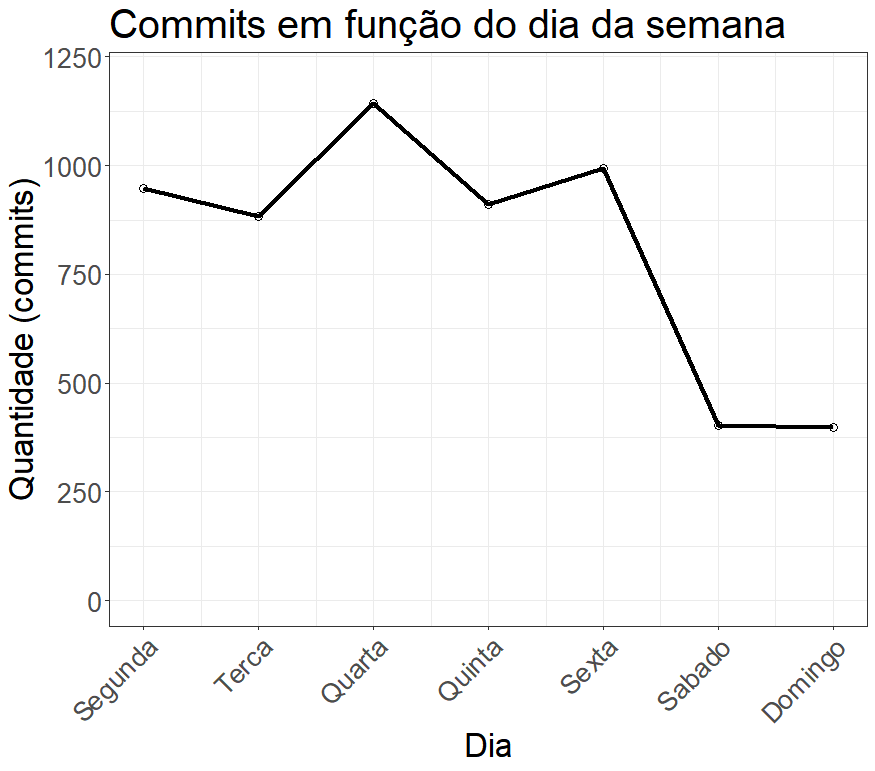 Commits em função do dia da semana
Quantidade (commits)
1250
1000
750
500
250
0
Segunda
Terca
Quarta
Quinta
Sexta
Sabado
Domingo
Dia